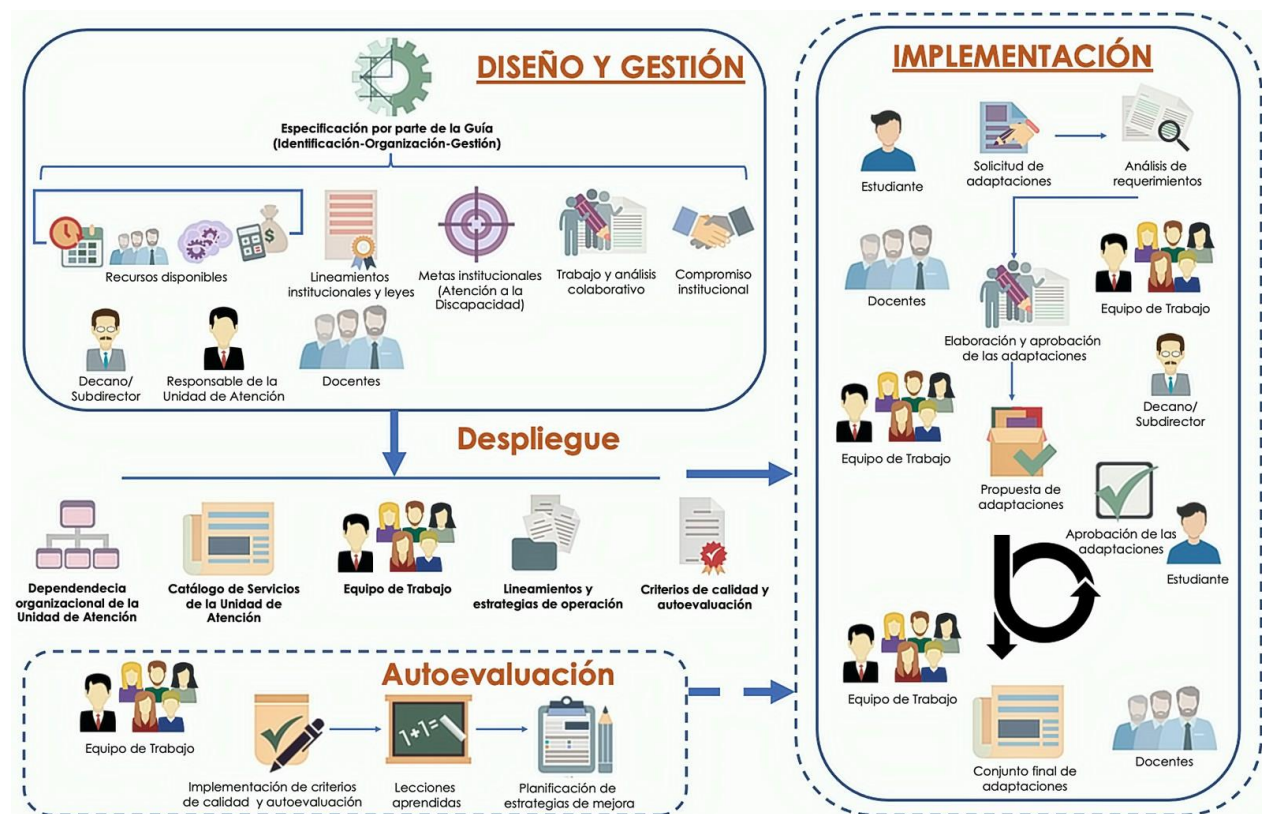 DISEÑO Y GESTIÓN
Especificación por parte de la Guía
(Identificación-Organización-Gestión)
Recursos disponibles
Lineamientos
institucionales y leyes
Metas institucionales
(Atención a la
Discapacidad)
Trabajo y análisis
colaborativo
Compromiso
institucional
$
Decano/
Subdirector
Responsable de la
Unidad de Atención
Docentes
Despliegue
Dependendecia
organizacional de la
Unidad de Atención
Catálogo de Servicios
de la Unidad de
Atención
Equipo de Trabajo
Lineamientos y
estrategias de operación
Criterios de calidad y
autoevaluación
Autoevaluación
Equipo de Trabajo
1+1=
Implementación de criterios
de calidad y autoevaluación
Lecciones
aprendidas
Planificación de
estrategias de mejora
IMPLEMENTACIÓN
Estudiante
Solicitud de
adaptaciones
Análisis de
requerimientos
Docentes
Equipo de Trabajo
Elaboración y aprobación
de las adaptaciones
Decano/
Subdirector
Equipo de Trabajo
Propuesta de
adaptaciones
Aprobación de las
adaptaciones
Estudiante
Equipo de Trabajo
Conjunto final de
adaptaciones
Docentes